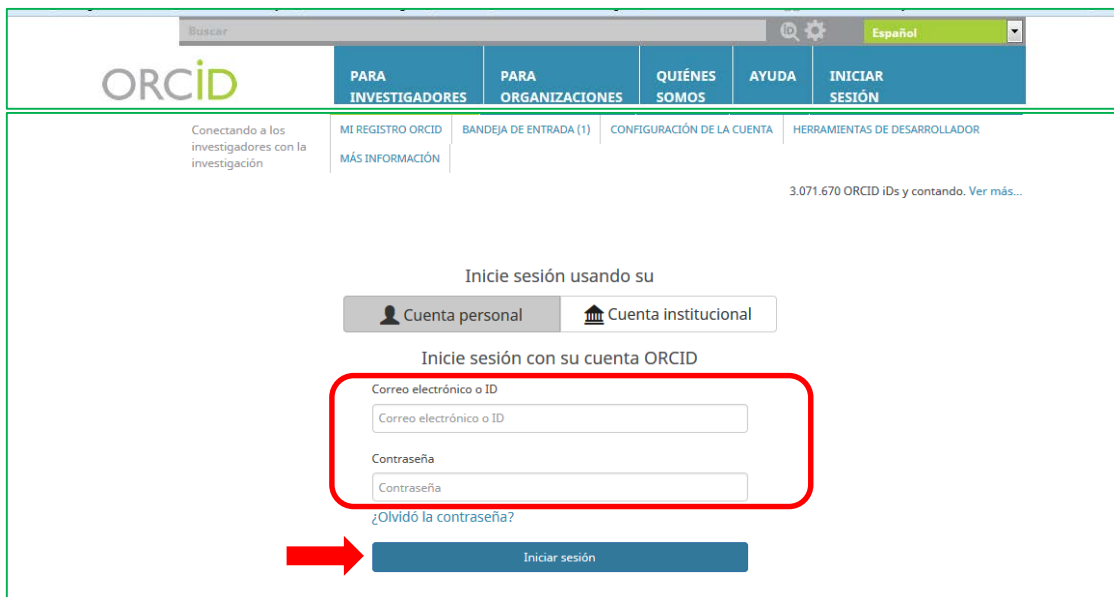 Buscar
Español
ORCID
PARA INVESTIGADORES
PARA ORGANIZACIONES
QUIÉNES SOMOS
AYUDA
INICIAR SESIÓN
Conectando a los
investigadores con la
investigación
MI REGISTRO ORCID
BANDEJA DE ENTRADA (1)
CONFIGURACIÓN DE LA CUENTA
HERRAMIENTAS DE DESARROLLADOR
MÁS INFORMACIÓN
3.071.670 ORCID iDs y contando. Ver más...
Inicie sesión usando su
Cuenta personal
Cuenta institucional
Inicie sesión con su cuenta ORCID
Correo electrónico o ID
Correo electrónico o ID
Contraseña
Contraseña
¿Olvidó la contraseña?
Iniciar sesión